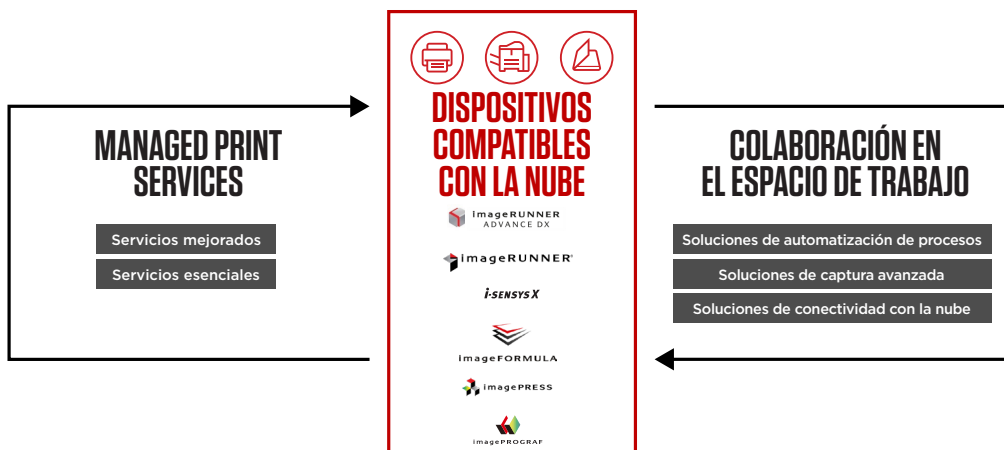 MANAGED PRINT
SERVICES
Servicios mejorados
Servicios esenciales
DISPOSITIVOS
COMPATIBLES
CON LA NUBE
imageRUNNER
ADVANCE DX
imageRUNNER®
i-SENSYS X
imageFORMULA
imagePRESS
imagePROGRAF
COLABORACIÓN EN
EL ESPACIO DE TRABAJO
Soluciones de automatización de procesos
Soluciones de captura avanzada
Soluciones de conectividad con la nube